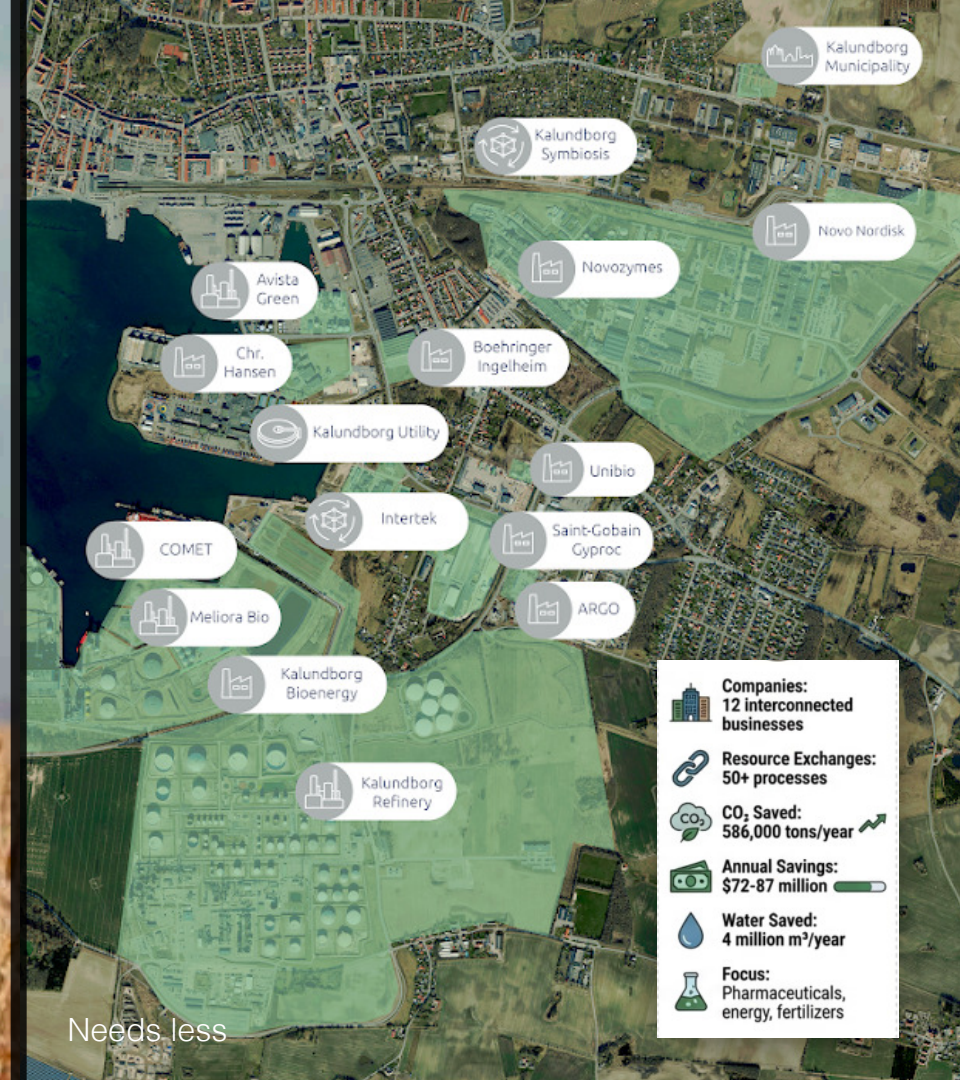 Kalundborg
Municipality
Kalundborg
Symbiosis
Novo Nordisk
Novozymes
Avista
Green
Boehringer
Ingelheim
Chr.
Hansen
Kalundborg Utility
Unibio
Intertek
Saint-Gobain
Gyproc
COMET
ARGO
Meliora Bio
Kalundborg
Bioenergy
Kalundborg
Refinery
Companies:
12 interconnected
businesses
Resource Exchanges:
50+ processes
CO₂
CO₂ Saved:
586,000 tons/year
Annual Savings:
$72-87 million
Water Saved:
4 million m³/year
Focus:
Pharmaceuticals,
energy, fertilizers
Needs less